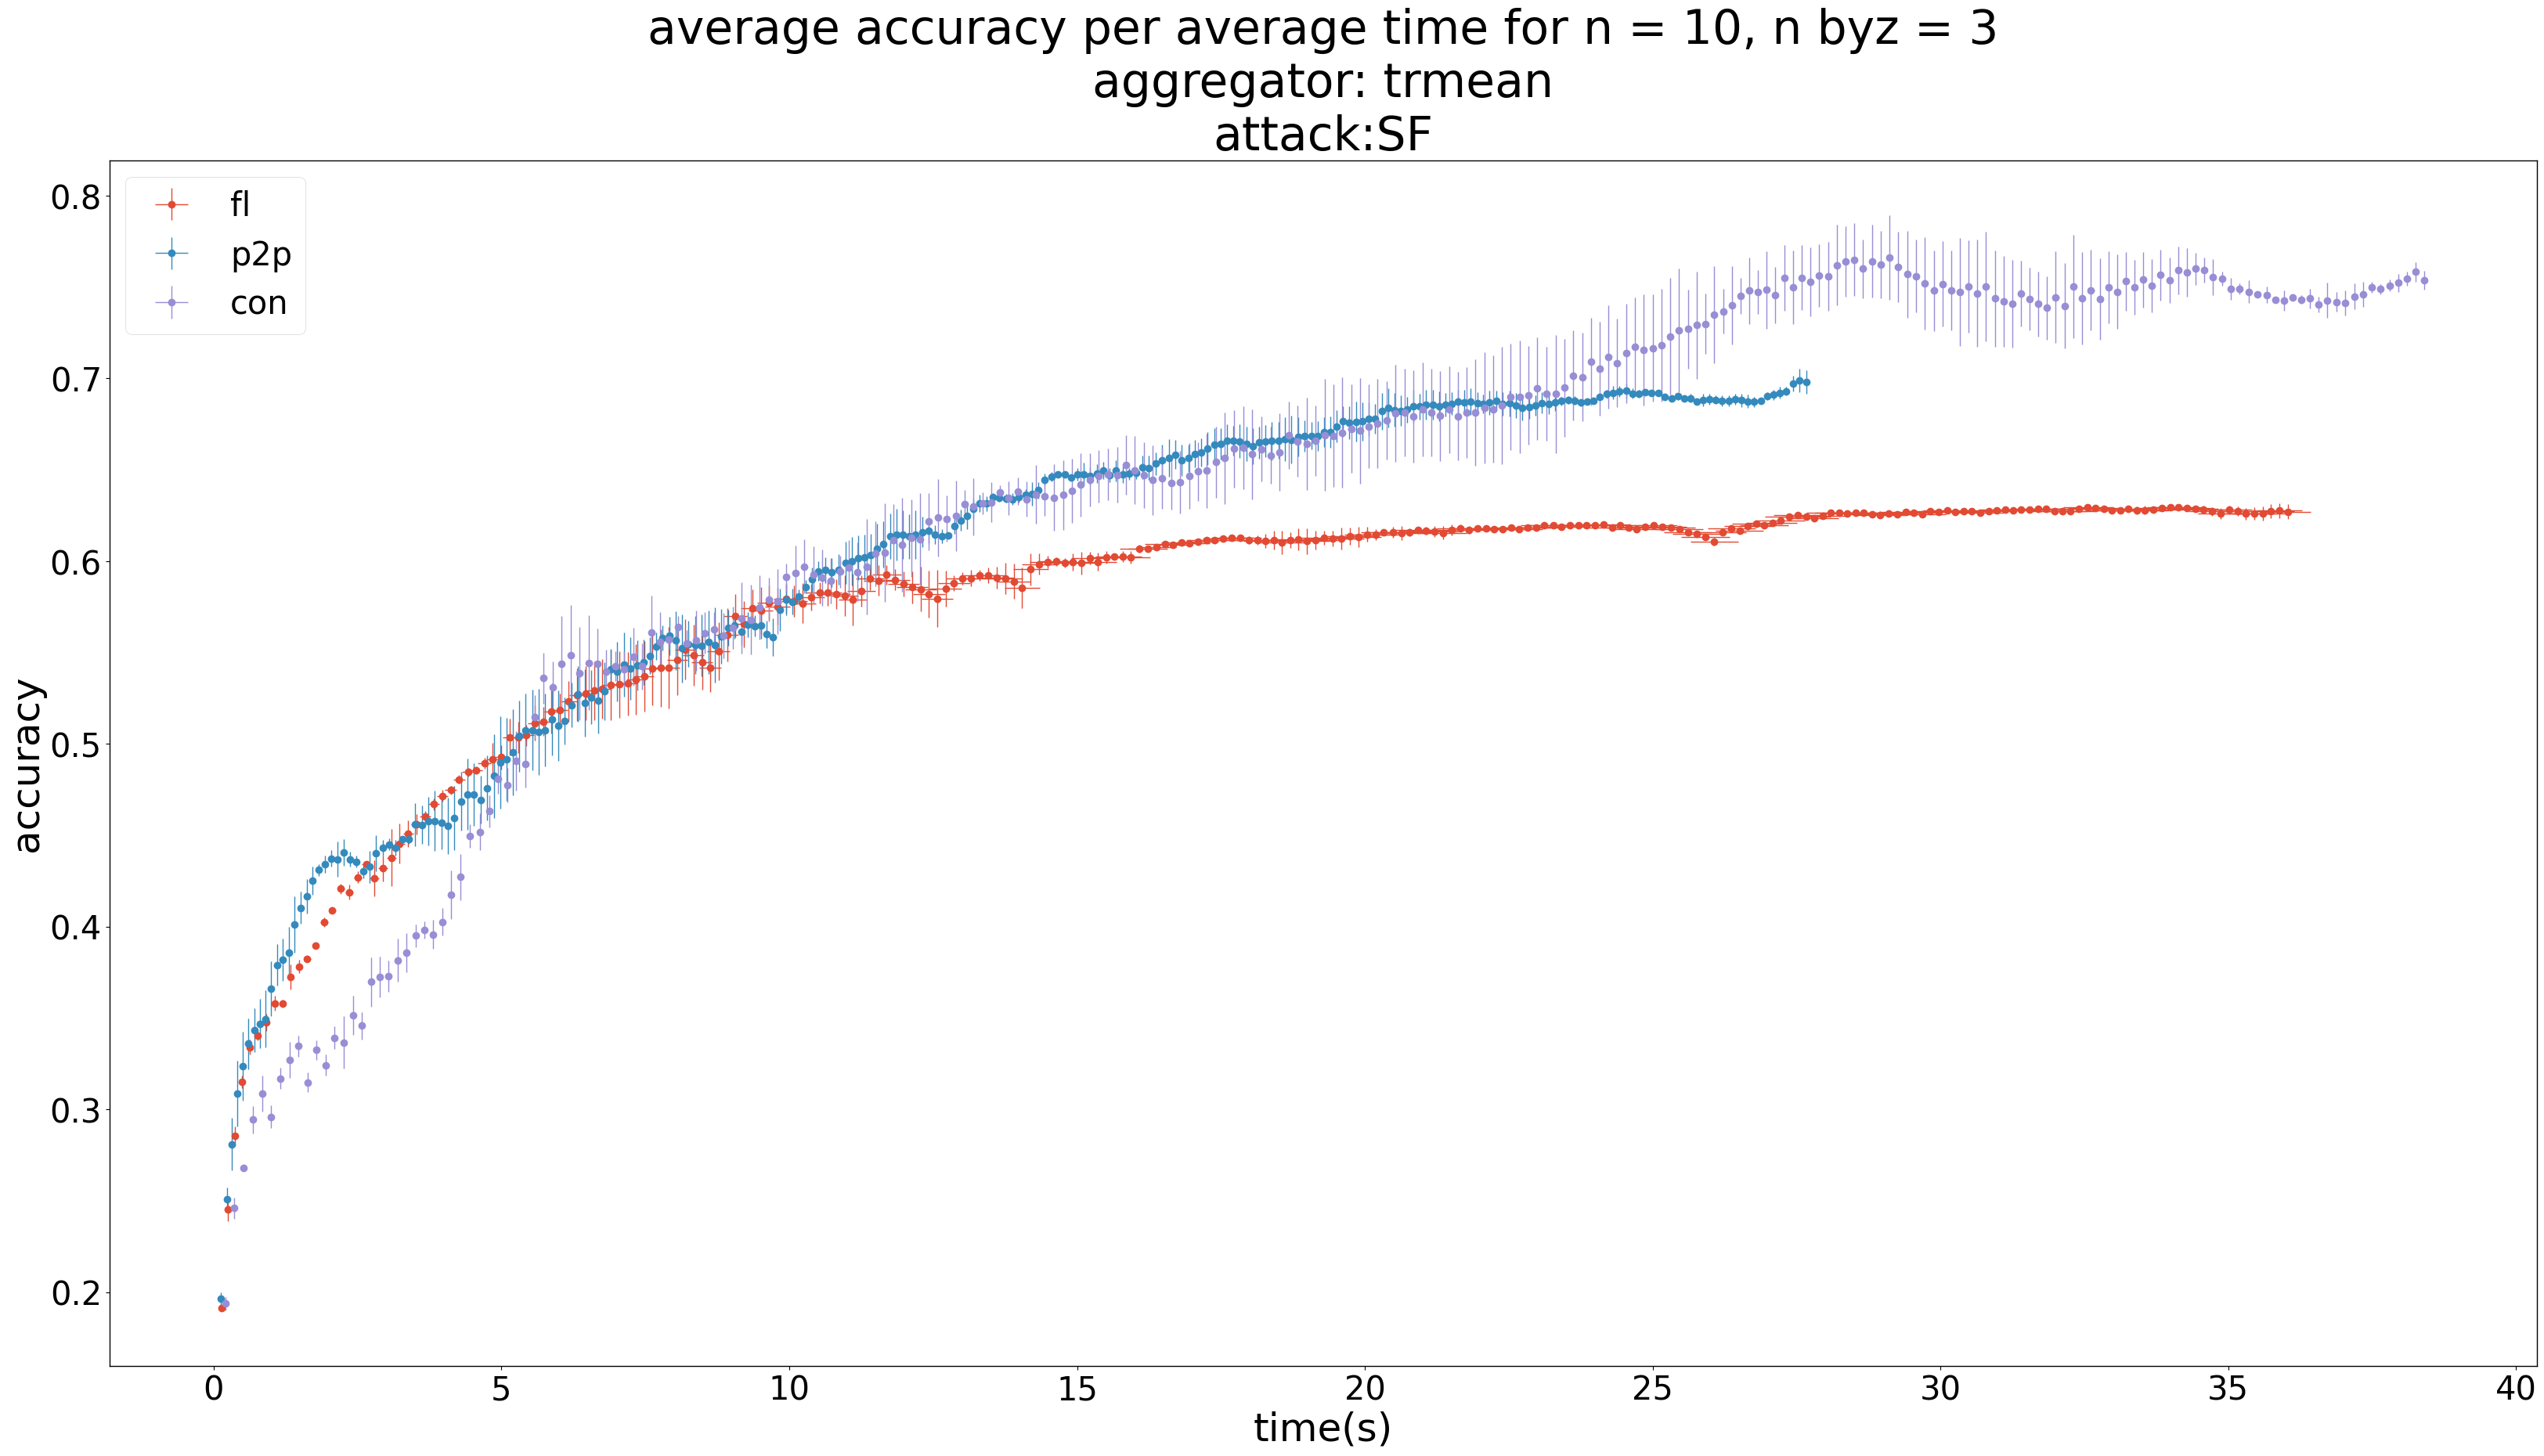 average accuracy per average time for n = 10, n byz = 3
aggregator: trmean
attack:SF
fl
p2p
con
accuracy
0.8
0.7
0.6
0.5
0.4
0.3
0.2
0 5 10 15 20 25 30 35 40
time(s)